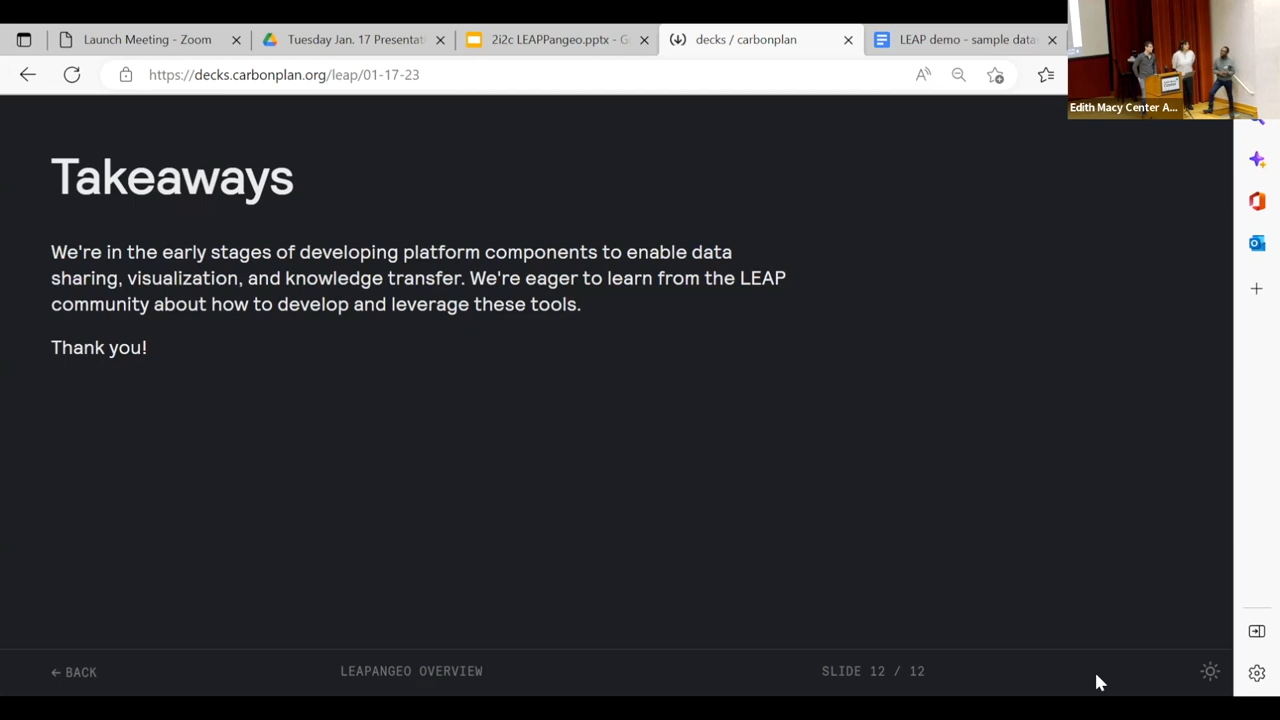 Launch Meeting - Zoom
Tuesday Jan. 17 Presentat
2i2c LEAPPangeo.pptx - G
decks / carbonplan
LEAP demo - sample data
https://decks.carbonplan.org/leap/01-17-23
Edith Macy Center A...
Takeaways
We're in the early stages of developing platform components to enable data
sharing, visualization, and knowledge transfer. We're eager to learn from the LEAP
community about how to develop and leverage these tools.
Thank you!
← BACK
LEAPANGEO OVERVIEW
SLIDE 12 / 12